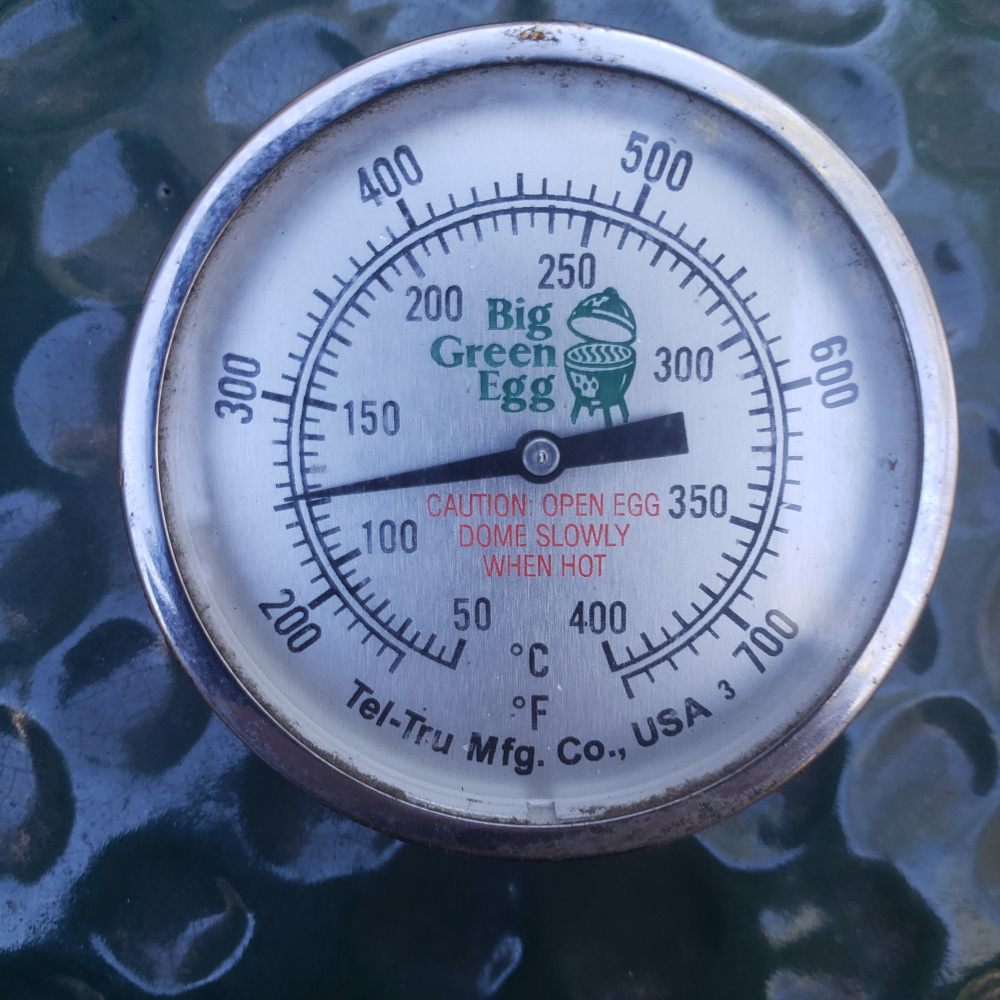 400
500
300
600
200
700
200
250
150
300
100
350
50
400
Big
Green
Egg
CAUTION: OPEN EGG
DOME SLOWLY
WHEN HOT
°C
°F
Tel-Tru Mfg. Co., USA 3